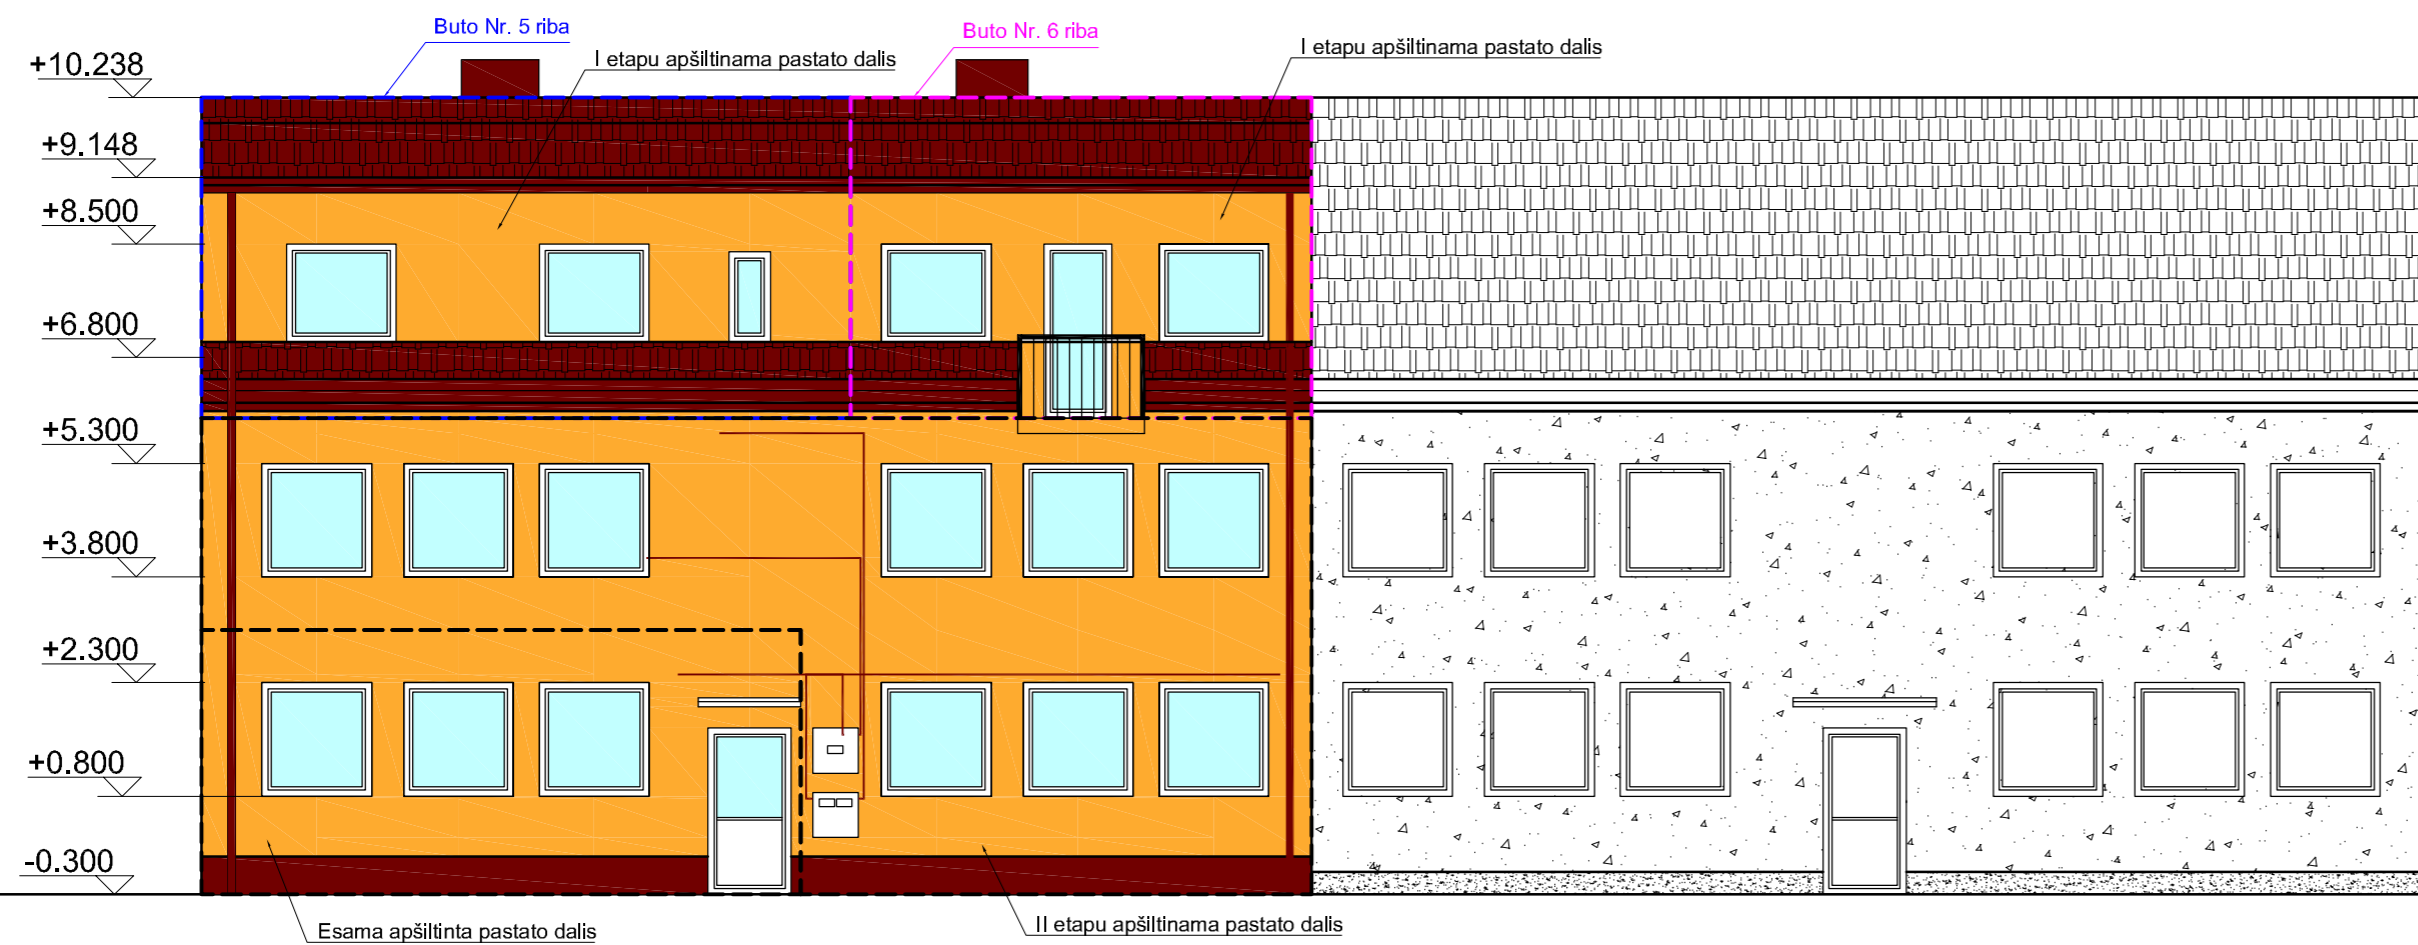 Buto Nr. 5 riba
Buto Nr. 6 riba
I etapu apšiltinama pastato dalis
I etapu apšiltinama pastato dalis
+10.238
+9.148
+8.500
+6.800
+5.300
+3.800
+2.300
+0.800
-0.300
Esama apšiltinta pastato dalis
II etapu apšiltinama pastato dalis